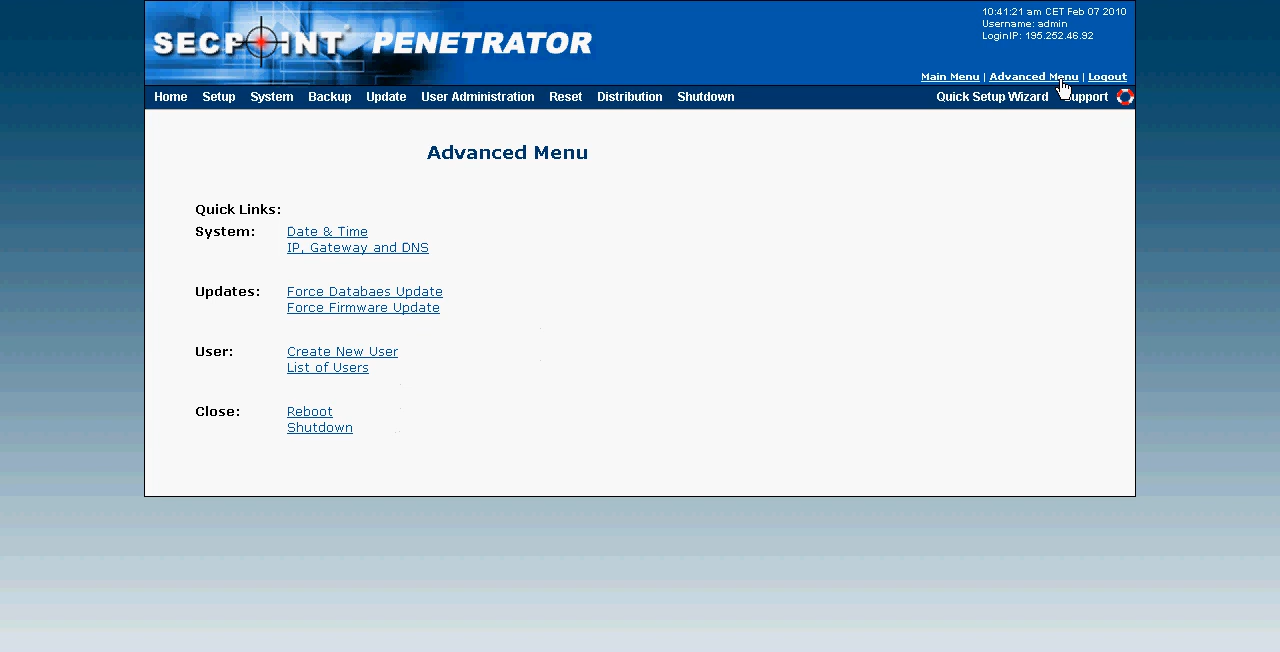 10:41:21 am CET Feb 07 2010
Username: admin
LoginIP: 195.252.46.92
SECPOINT PENETRATOR
Main Menu | Advanced Menu | Logout
Home Setup System Backup Update User Administration Reset Distribution Shutdown Quick Setup Wizard Support
Advanced Menu
Quick Links:
System: Date & Time
IP, Gateway and DNS
Updates: Force Databaes Update
Force Firmware Update
User: Create New User
List of Users
Close: Reboot
Shutdown